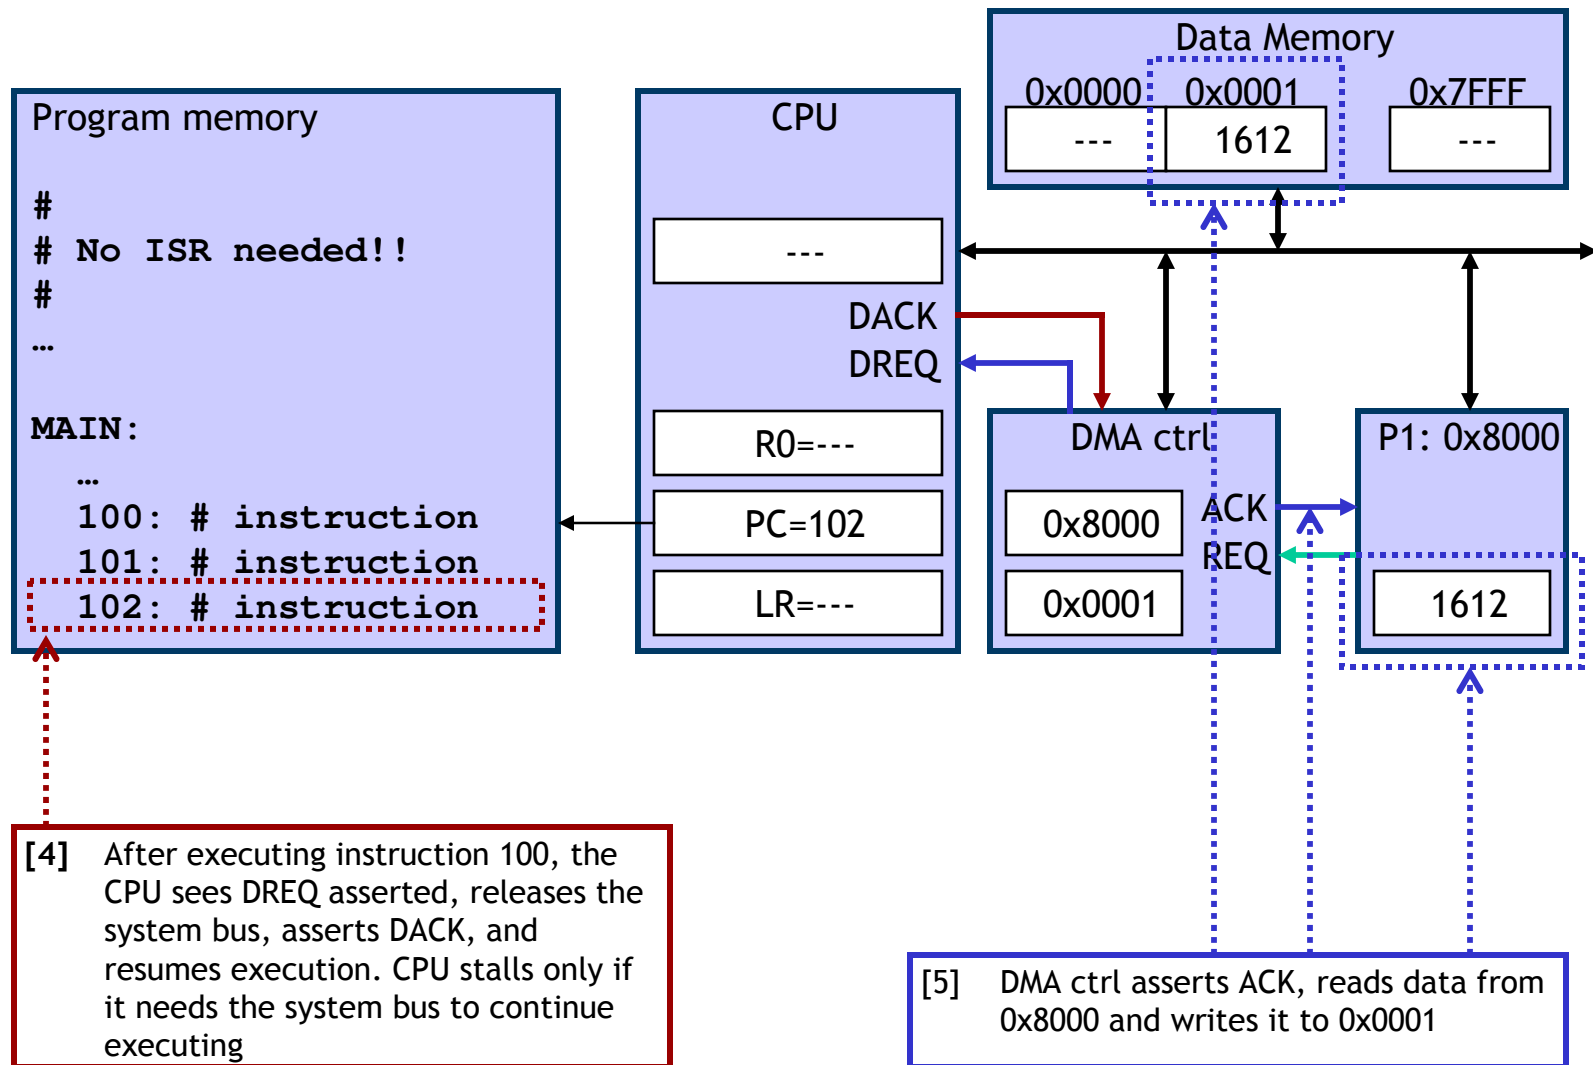 Program memory
#
# No ISR needed!!
#
…
MAIN:
…
100: # instruction
101: # instruction
102: # instruction
CPU
---
DACK
DREQ
R0=---
PC=102
LR=---
Data Memory
0x0000 0x0001 0x7FFF
--- 1612 ---
DMA ctrl
0x8000
0x0001
ACK
REQ
P1: 0x8000
1612
[4] After executing instruction 100, the
CPU sees DREQ asserted, releases the
system bus, asserts DACK, and
resumes execution. CPU stalls only if
it needs the system bus to continue
executing
[5] DMA ctrl asserts ACK, reads data from
0x8000 and writes it to 0x0001